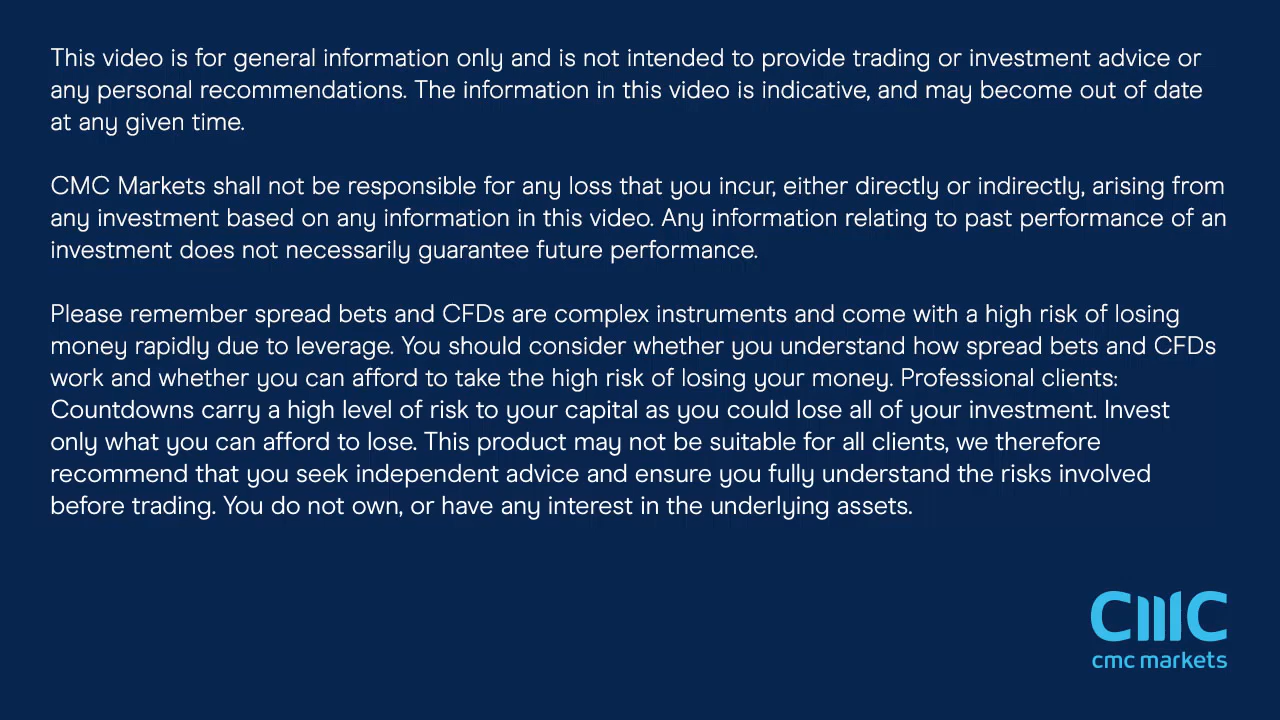 This video is for general information only and is not intended to provide trading or investment advice or
any personal recommendations. The information in this video is indicative, and may become out of date
at any given time.
CMC Markets shall not be responsible for any loss that you incur, either directly or indirectly, arising from
any investment based on any information in this video. Any information relating to past performance of an
investment does not necessarily guarantee future performance.
Please remember spread bets and CFDs are complex instruments and come with a high risk of losing
money rapidly due to leverage. You should consider whether you understand how spread bets and CFDs
work and whether you can afford to take the high risk of losing your money. Professional clients:
Countdowns carry a high level of risk to your capital as you could lose all of your investment. Invest
only what you can afford to lose. This product may not be suitable for all clients, we therefore
recommend that you seek independent advice and ensure you fully understand the risks involved
before trading. You do not own, or have any interest in the underlying assets.
CMC
cmc markets